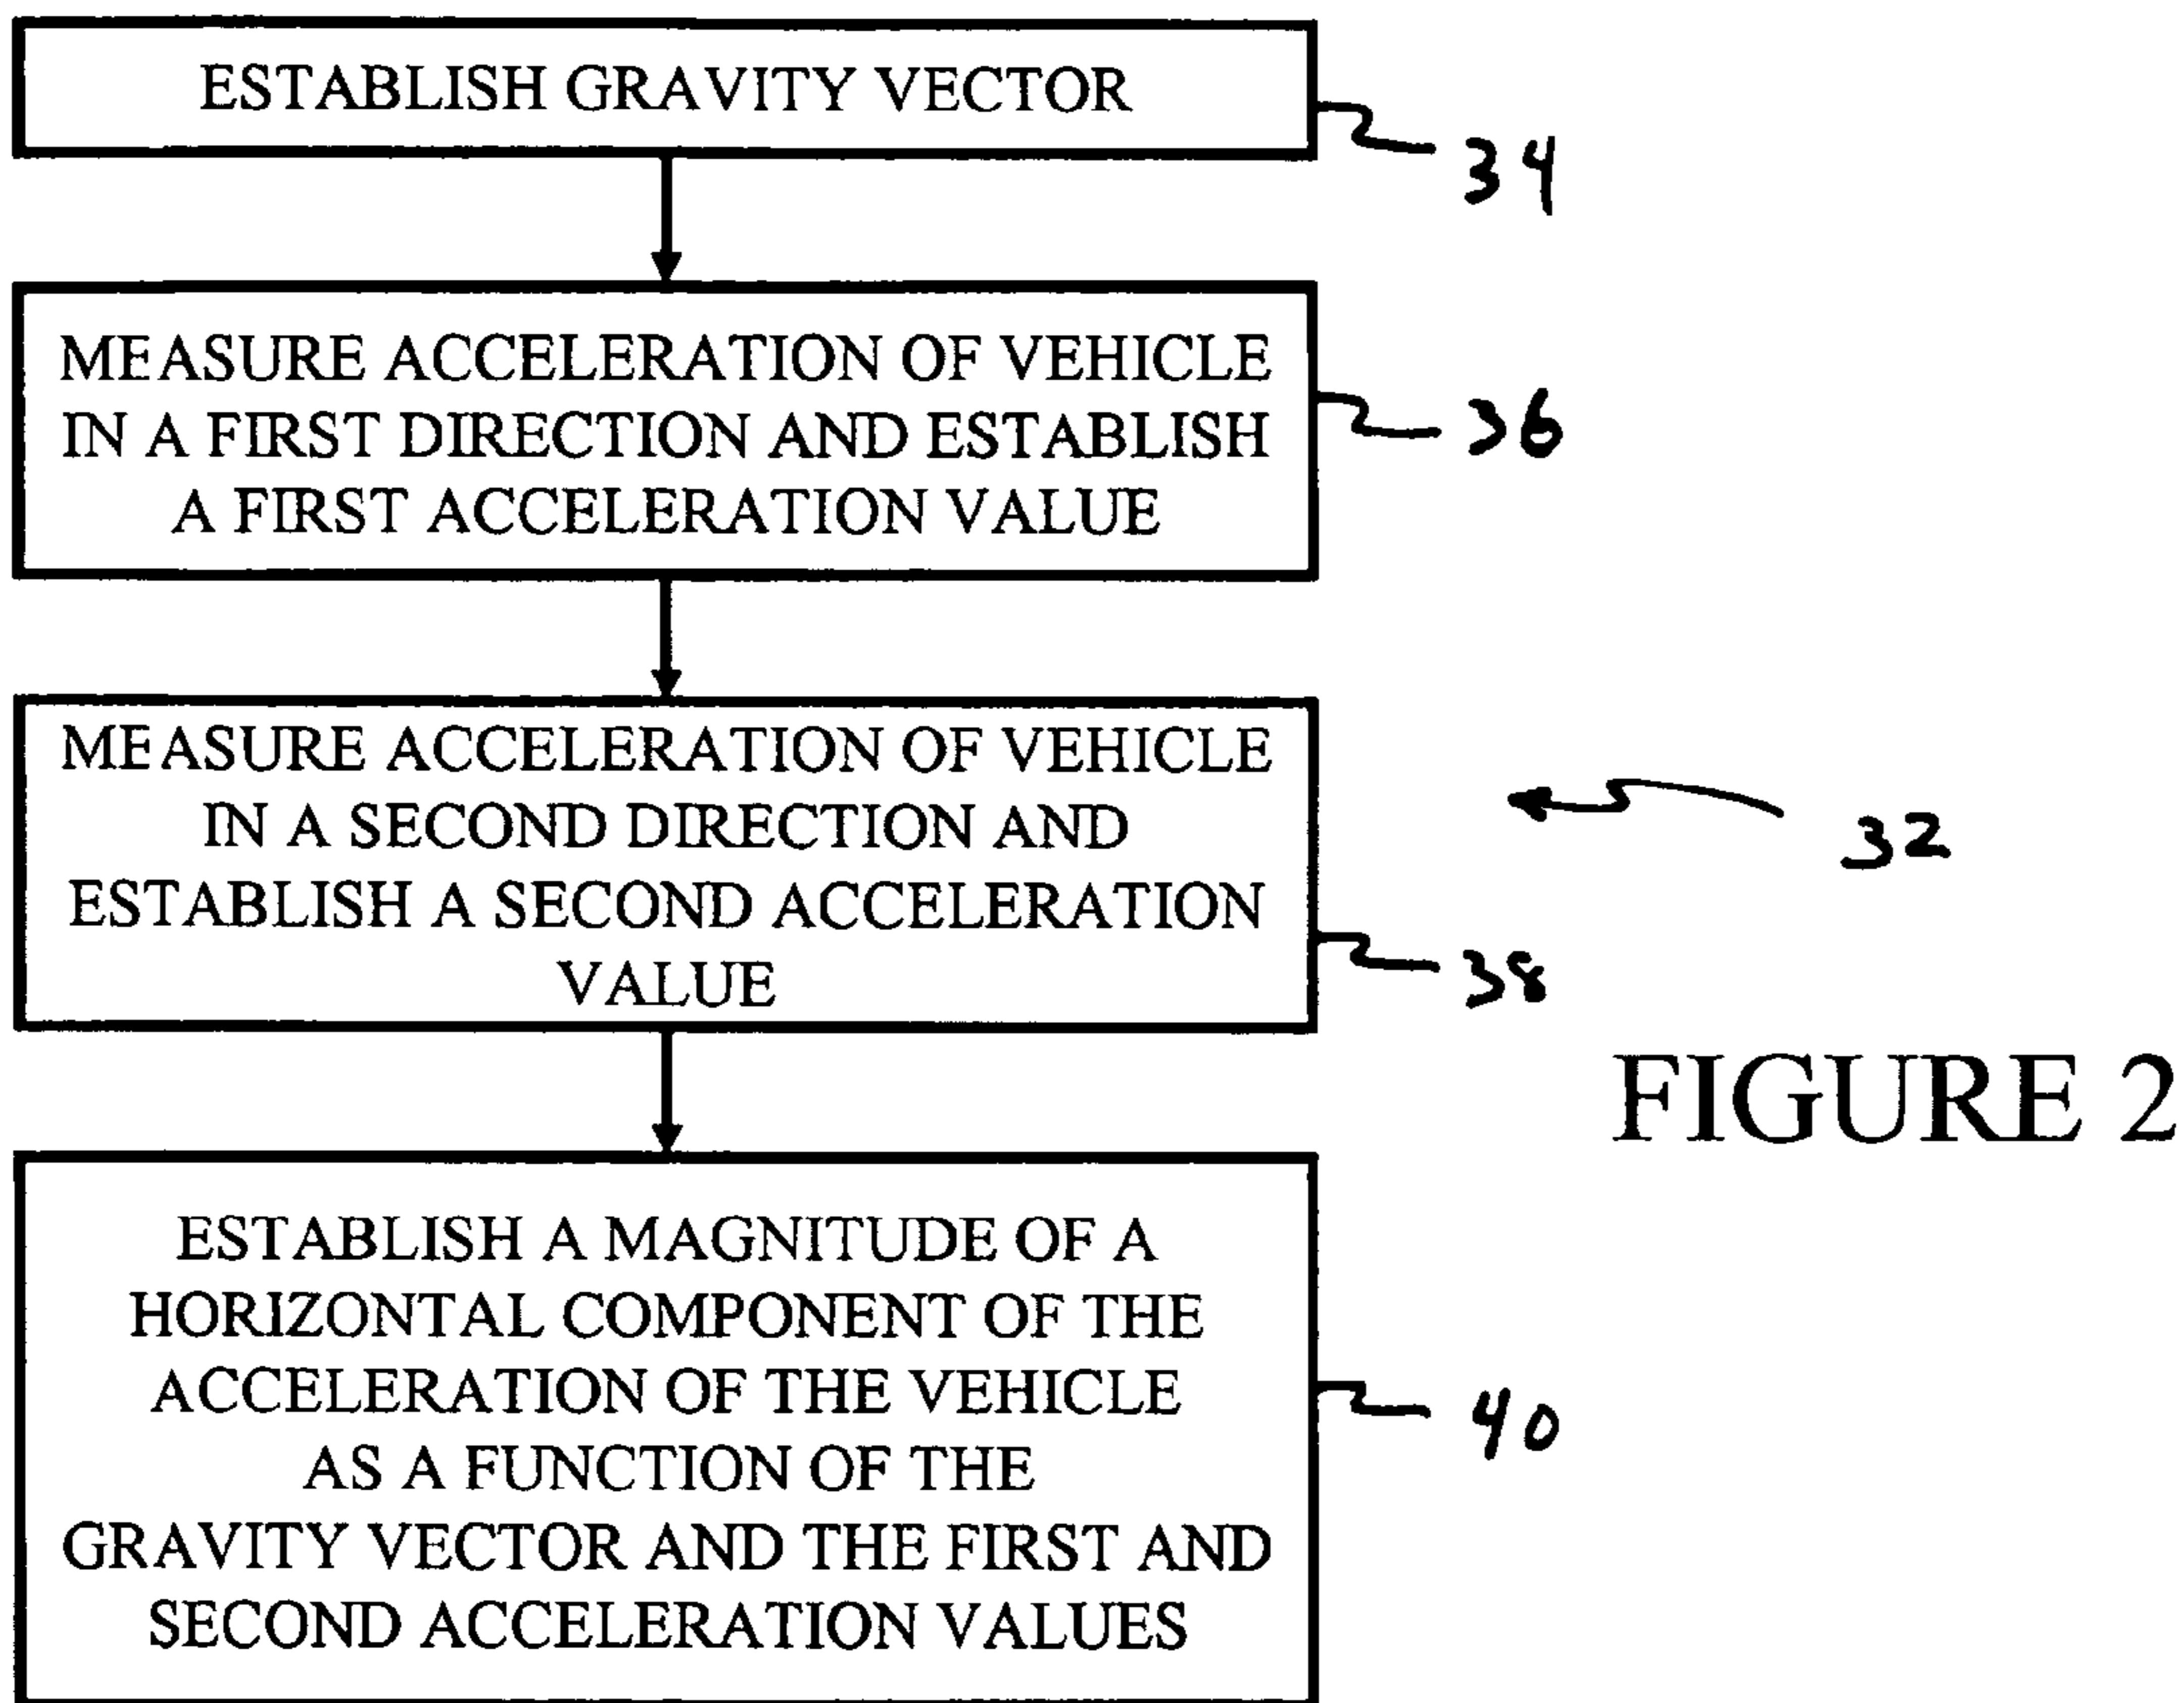 ESTABLISH GRAVITY VECTOR
34
MEASURE ACCELERATION OF VEHICLE
IN A FIRST DIRECTION AND ESTABLISH
A FIRST ACCELERATION VALUE
36
MEASURE ACCELERATION OF VEHICLE
IN A SECOND DIRECTION AND
ESTABLISH A SECOND ACCELERATION
VALUE
32
38
FIGURE 2
ESTABLISH A MAGNITUDE OF A
HORIZONTAL COMPONENT OF THE
ACCELERATION OF THE VEHICLE
AS A FUNCTION OF THE
GRAVITY VECTOR AND THE FIRST AND
SECOND ACCELERATION VALUES
40